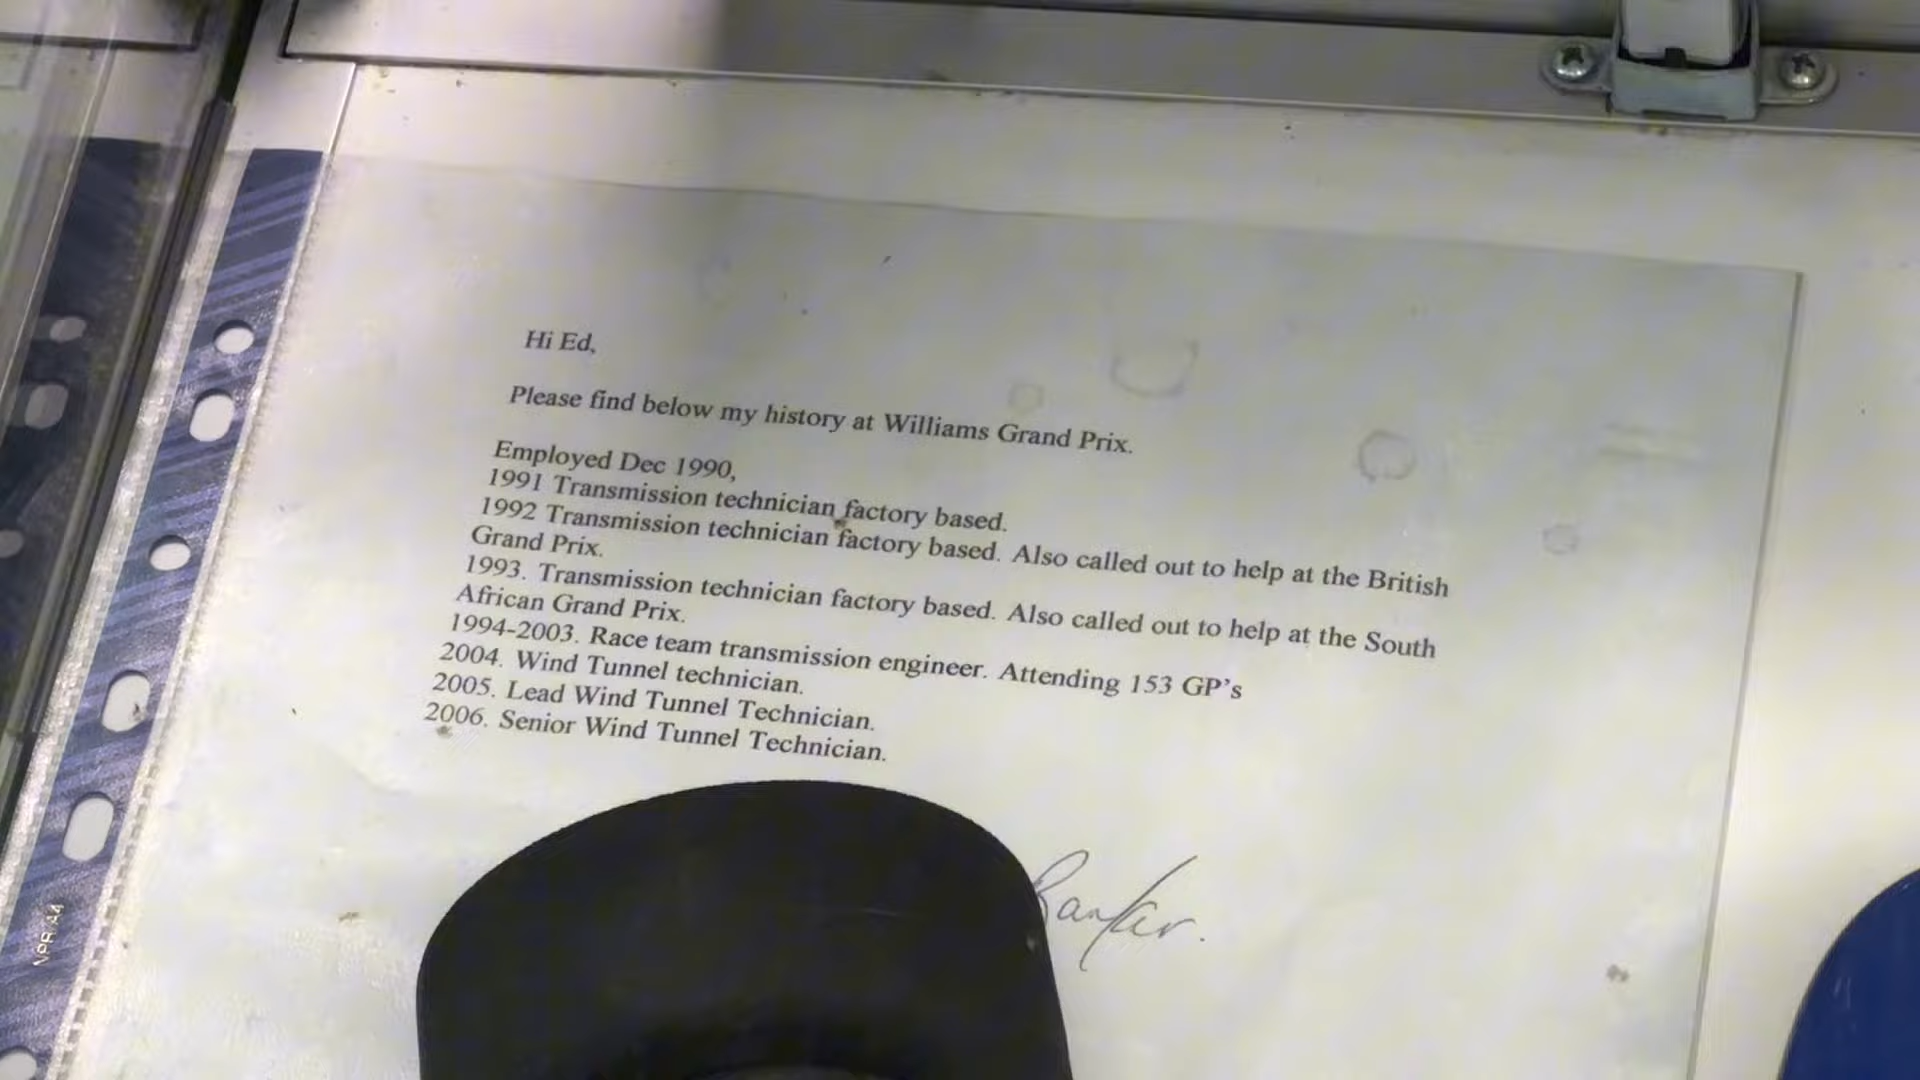 Hi Ed,
Please find below my history at Williams Grand Prix.
Employed Dec 1990,
1991 Transmission technician factory based.
1992 Transmission technician factory based. Also called out to help at the British
Grand Prix.
1993. Transmission technician factory based. Also called out to help at the South
African Grand Prix.
1994-2003. Race team transmission engineer. Attending 153 GP's
2004. Wind Tunnel technician.
2005. Lead Wind Tunnel Technician.
2006. Senior Wind Tunnel Technician.